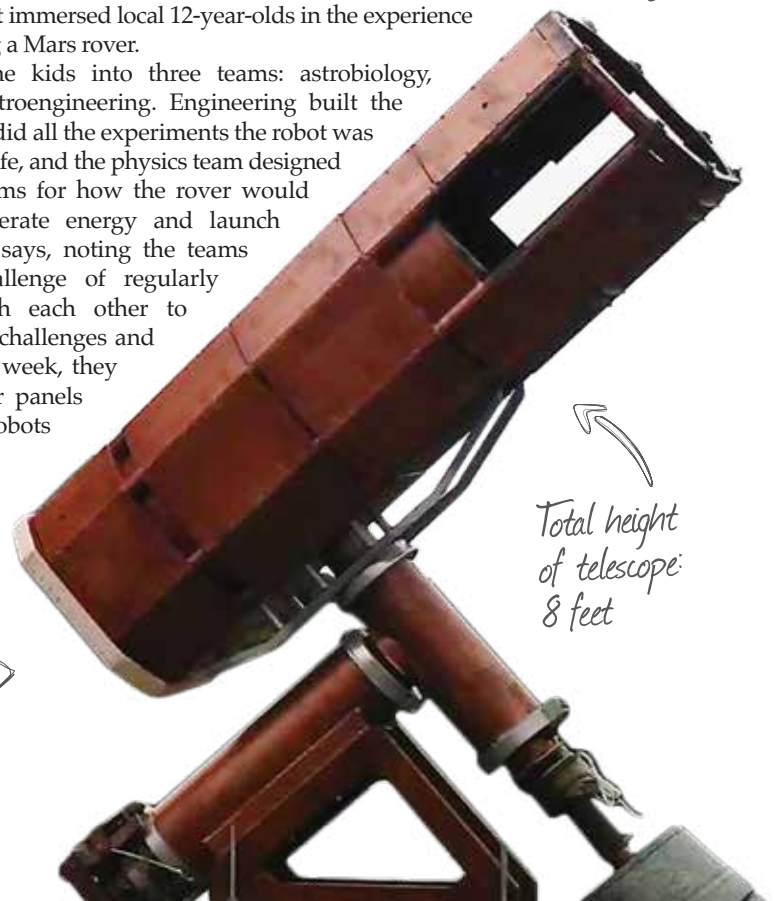 t immersed local 12-year-olds in the experience
g a Mars rover.
ne kids into three teams: astrobiology,
troengineering. Engineering built the
did all the experiments the robot was
fe, and the physics team designed
ms for how the rover would
erate energy and launch
says, noting the teams
allenge of regularly
h each other to
challenges and
week, they
r panels
obots
Total height
of telescope:
8 feet